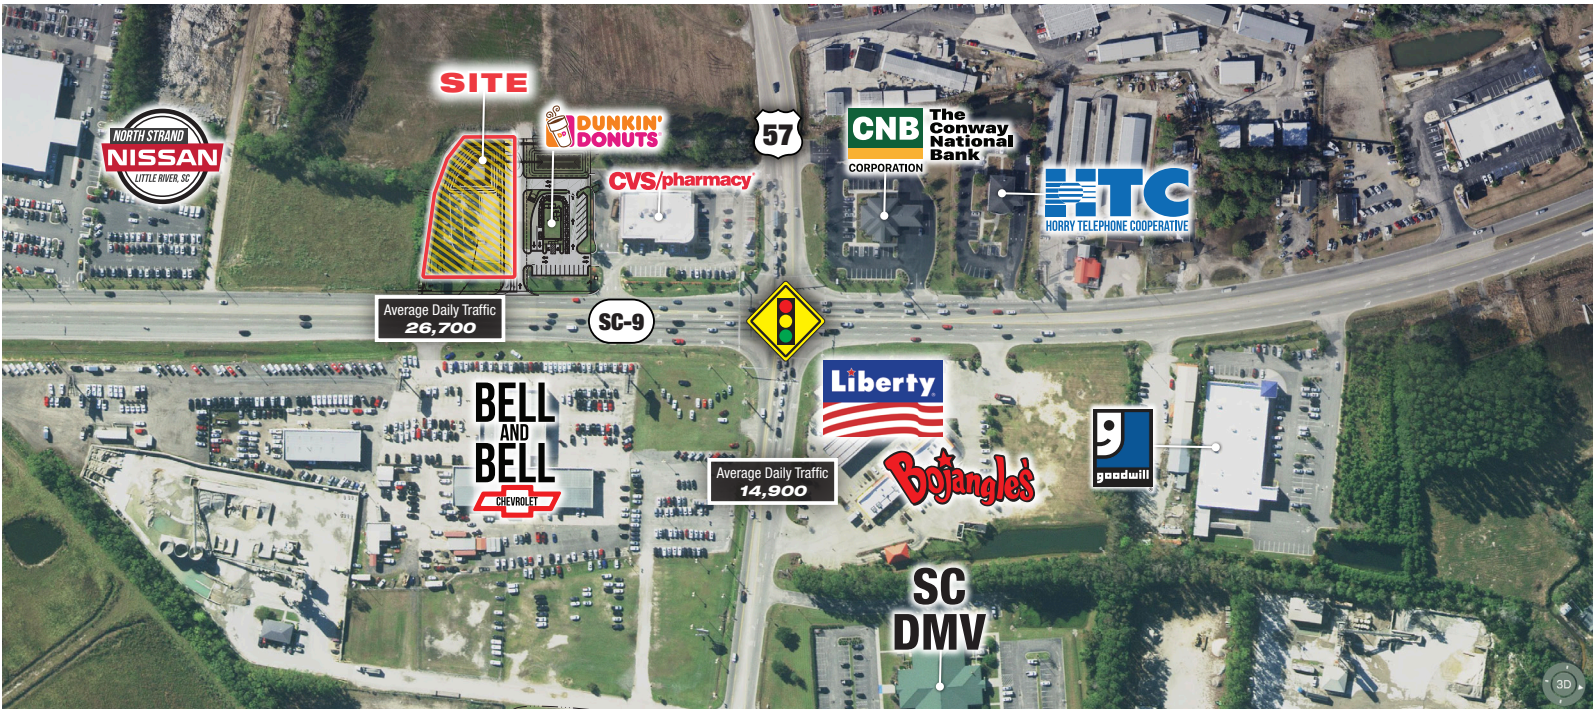 SITE
NORTH STRAND
NISSAN
LITTLE RIVER, SC
DUNKIN'
DONUTS
CVS/pharmacy
57
CNB
CORPORATION
The
Conway
National
Bank
HTC
HORRY TELEPHONE COOPERATIVE
Average Daily Traffic
26,700
SC-9
BELL
AND
BELL
CHEVROLET
Liberty
Average Daily Traffic
14,900
Bojangles'
goodwill
SC
DMV
3D